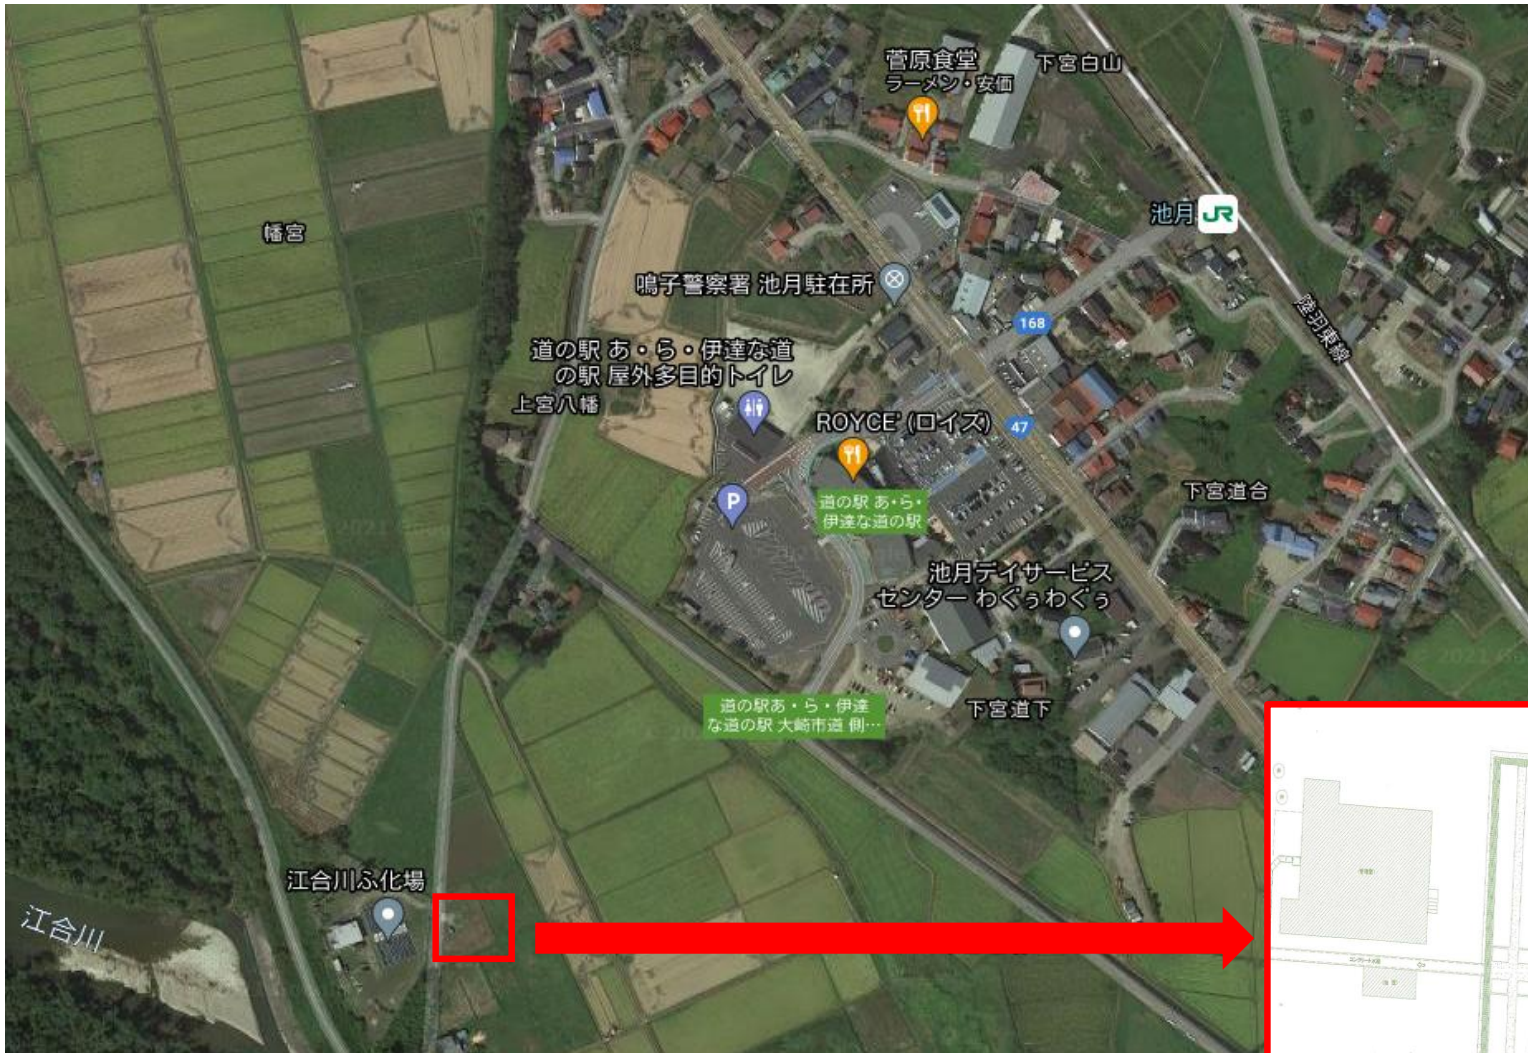 菅原食堂
ラーメン・安価
下宮白山
池月 JR
幡宮
鳴子警察署 池月駐在所
168
陸羽東線
道の駅 あ・ら・伊達な道
の駅 屋外多目的トイレ
上宮八幡
ROYCE' (ロイズ)
47
P
道の駅 あ・ら・
伊達な道の駅
下宮道合
池月デイサービス
センター わぐぅわぐぅ
道の駅あ・ら・伊達
な道の駅 大崎市道 側…
下宮道下
江合川ふ化場
江合川